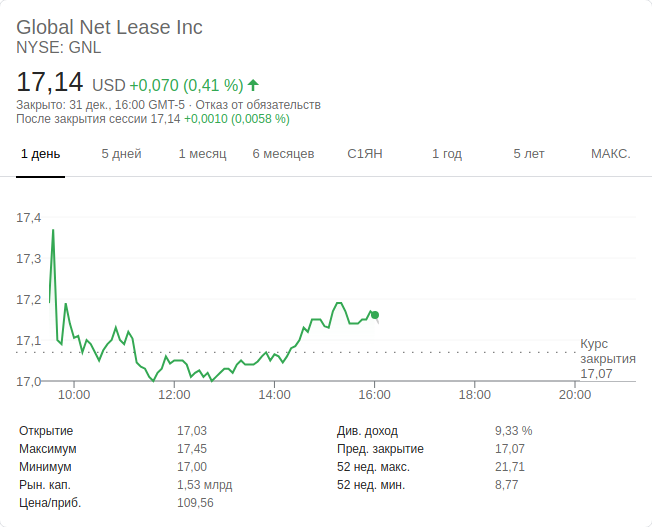 Global Net Lease Inc
NYSE: GNL
17,14 USD +0,070 (0,41 %)
Закрыто: 31 дек., 16:00 GMT-5 · Отказ от обязательств
После закрытия сессии 17,14 +0,0010 (0,0058 %)
1 день 5 дней 1 месяц 6 месяцев С1ЯН 1 год 5 лет МАКС.
17,4
17,3
17,2
17,1
17,0
Курс
закрытия
17,07
10:00 12:00 14:00 16:00 18:00 20:00
Открытие 17,03 Див. доход 9,33 %
Максимум 17,45 Пред. закрытие 17,07
Минимум 17,00 52 нед. макс. 21,71
Рын. кап. 1,53 млрд 52 нед. мин. 8,77
Цена/приб. 109,56